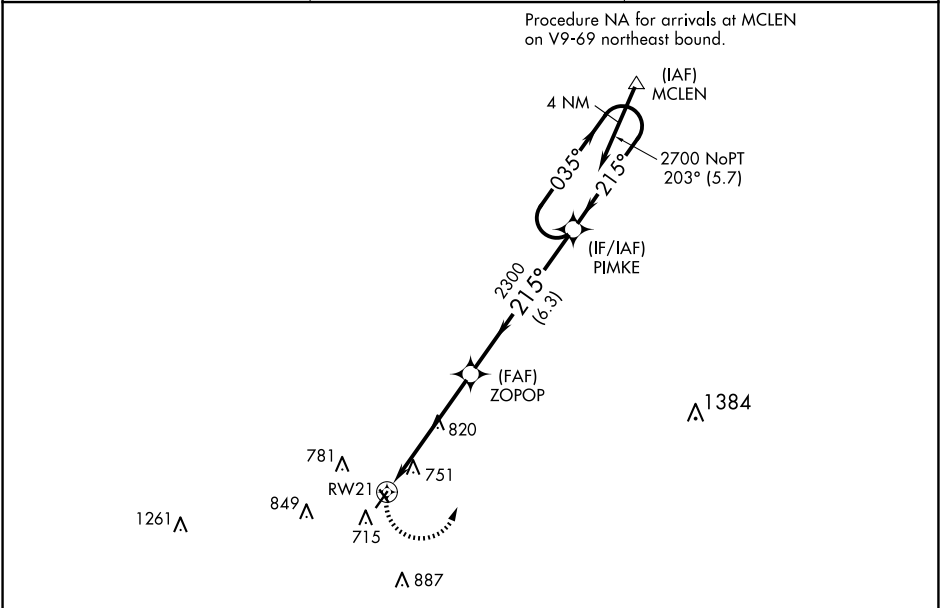 Procedure NA for arrivals at MCLEN
on V9-69 northeast bound.
(IAF)
MCLEN
4 NM
2700 NoPT
203° (5.7)
035°
215°
(IF/IAF)
PIMKE
2300
215°
(6.3)
(FAF)
ZOPOP
1384
820
781
751
RW21
849
1261
715
887